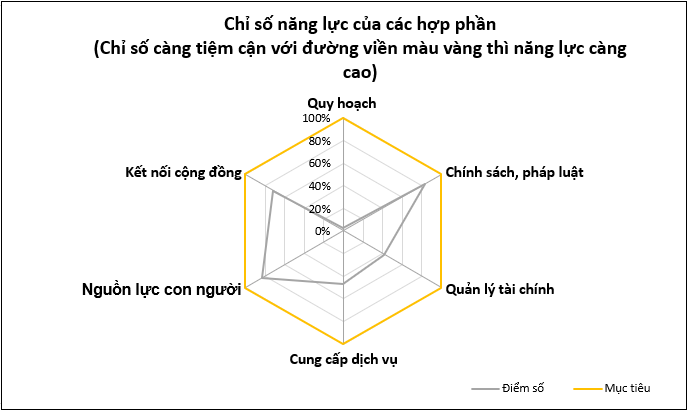 Chỉ số năng lực của các hợp phần
(Chỉ số càng tiệm cận với đường viền màu vàng thì năng lực càng
cao)
Quy hoạch
100%
80%
60%
40%
20%
0%
Kết nối cộng đồng
Chính sách, pháp luật
Nguồn lực con người
Quản lý tài chính
Cung cấp dịch vụ
Điểm số
Mục tiêu